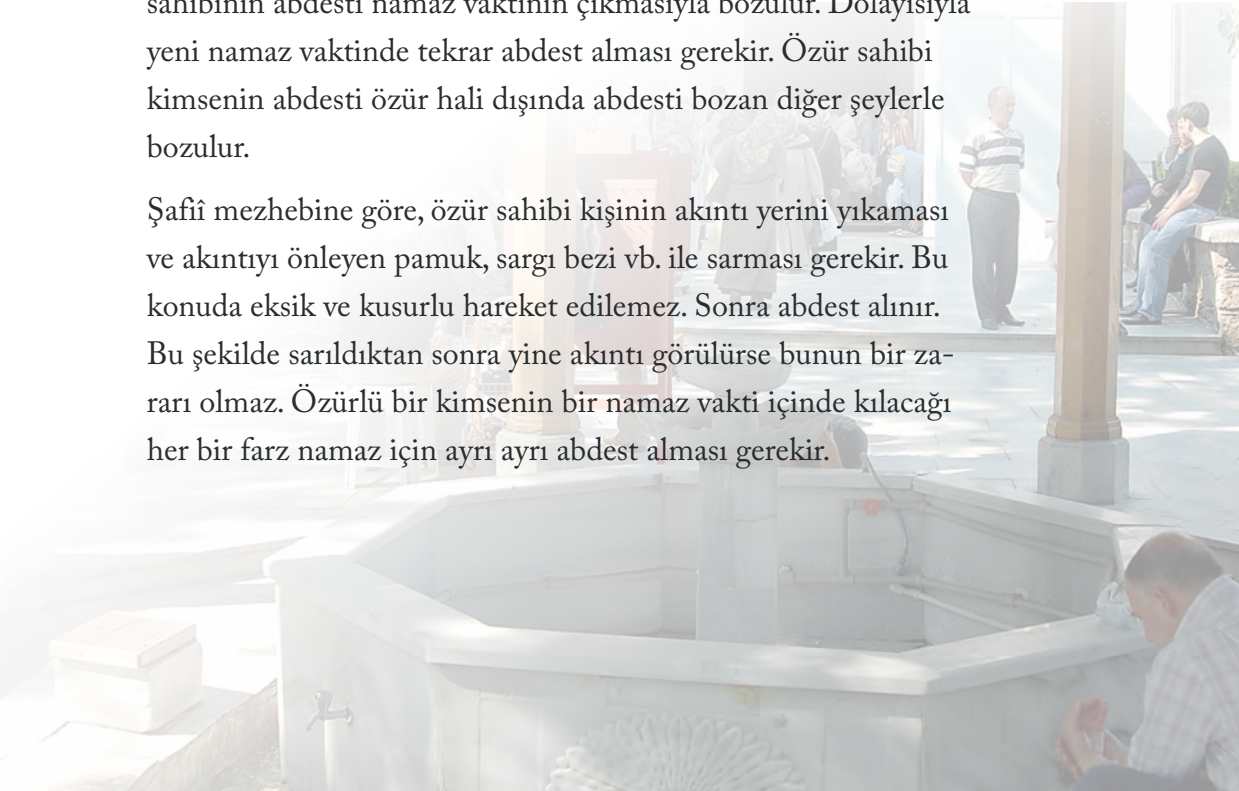 sahibinin abdesti namaz vaktinin çıkmasıyla bozulur. Dolayısıyla
yeni namaz vaktinde tekrar abdest alması gerekir. Özür sahibi
kimsenin abdesti özür hali dışında abdesti bozan diğer şeylerle
bozulur.
Şafiî mezhebine göre, özür sahibi kişinin akıntı yerini yıkaması
ve akıntıyı önleyen pamuk, sargı bezi vb. ile sarması gerekir. Bu
konuda eksik ve kusurlu hareket edilemez. Sonra abdest alınır.
Bu şekilde sarıldıktan sonra yine akıntı görülürse bunun bir za-
rarı olmaz. Özürlü bir kimsenin bir namaz vakti içinde kılacağı
her bir farz namaz için ayrı ayrı abdest alması gerekir.